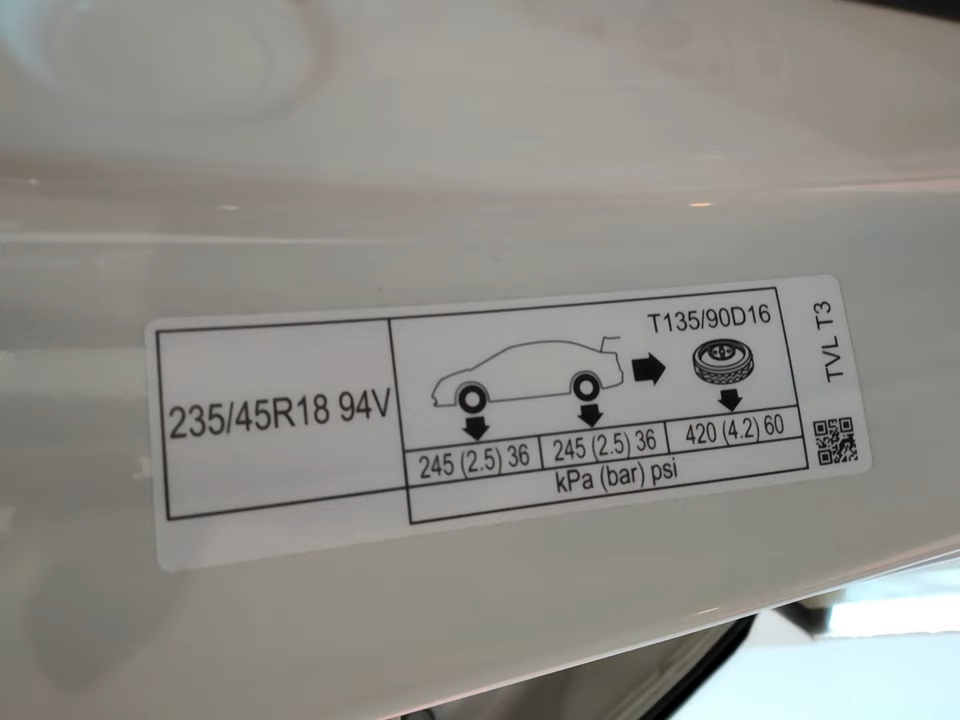 235/45R18 94V
T135/90D16
245 (2.5) 36
245 (2.5) 36
420 (4.2) 60
kPa (bar) psi
TVL T3